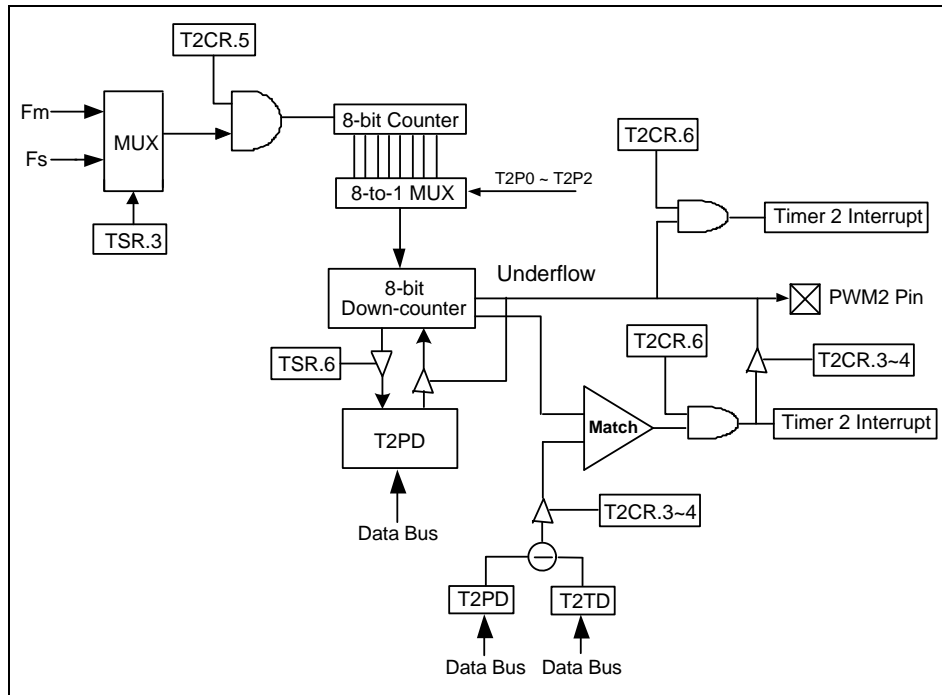 T2CR.5
Fm
Fs
MUX
TSR.3
8-bit Counter
8-to-1 MUX
T2P0 ~ T2P2
T2CR.6
Timer 2 Interrupt
8-bit
Down-counter
Underflow
PWM2 Pin
TSR.6
T2CR.6
T2CR.3~4
T2PD
Match
Timer 2 Interrupt
Data Bus
T2CR.3~4
T2PD
T2TD
Data Bus
Data Bus